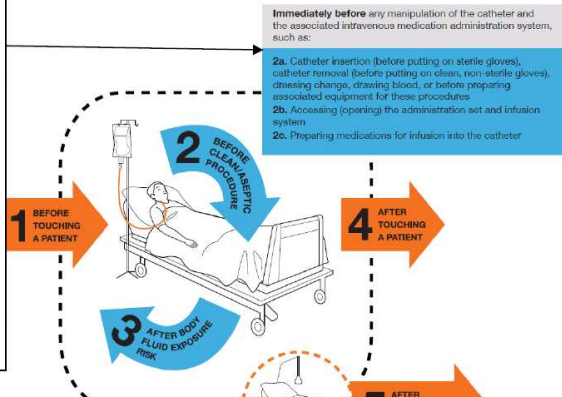 Immediately before any manipulation of the catheter and
the associated intravenous medication administration system,
such as:
2a. Catheter insertion (before putting on sterile gloves),
catheter removal (before putting on clean, non-sterile gloves),
dressing change, drawing blood, or before preparing
associated equipment for these procedures
2b. Accessing (opening) the administration set and infusion
system
2c. Preparing medications for infusion into the catheter
2
BEFORE
CLEAN/ASEPTIC
PROCEDURE
1
BEFORE
TOUCHING
A PATIENT
4
AFTER
TOUCHING
A PATIENT
3
AFTER BODY
FLUID EXPOSURE
RISK
AFTER